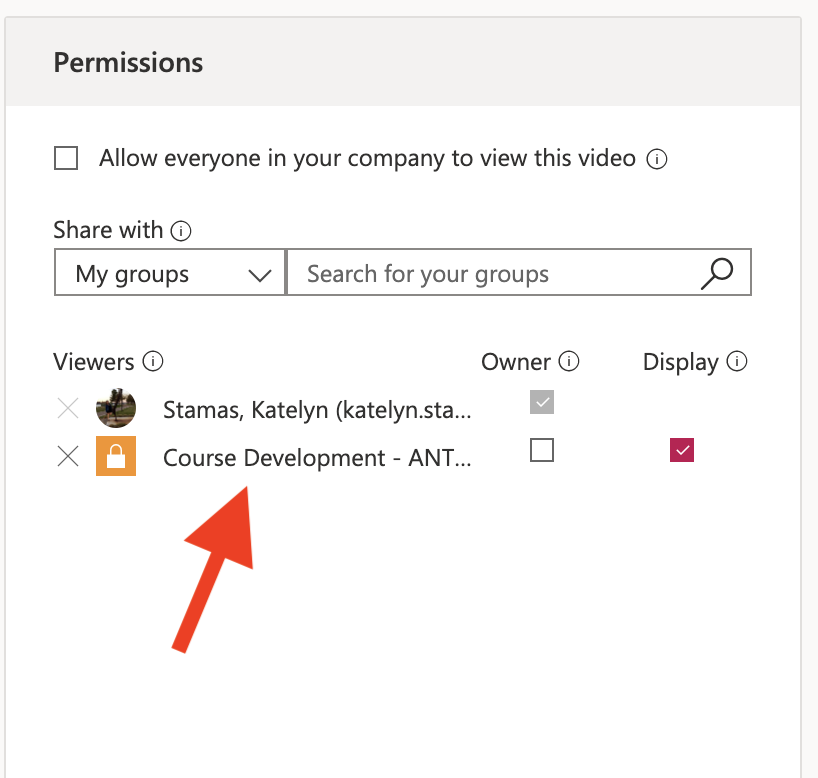 Permissions
Allow everyone in your company to view this video
Share with
My groups
Search for your groups
Viewers
Owner
Display
Stamas, Katelyn (katelyn.sta...
Course Development - ANT...